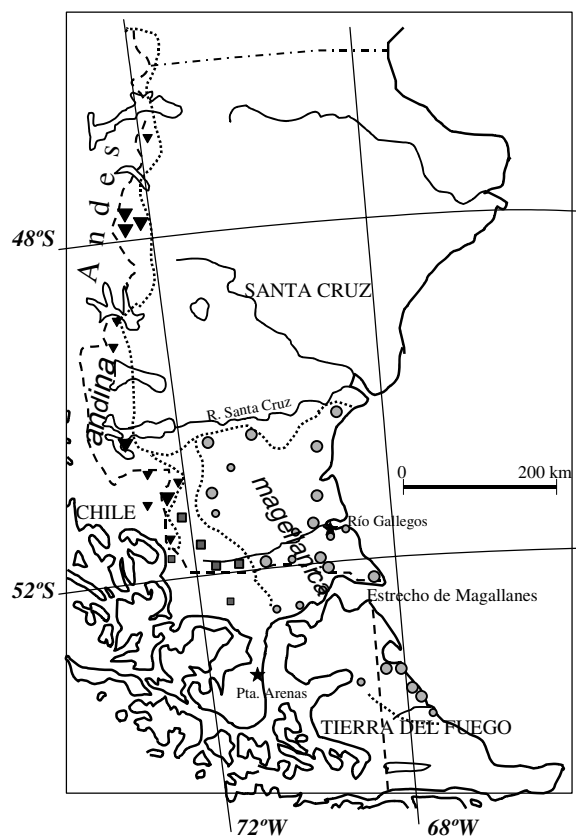 Andes
48ºS
SANTA CRUZ
andina
R. Santa Cruz
0 200 km
magellanica
CHILE
Río Gallegos
52ºS
Estrecho de Magallanes
Pta. Arenas
TIERRA DEL FUEGO
72ºW
68ºW